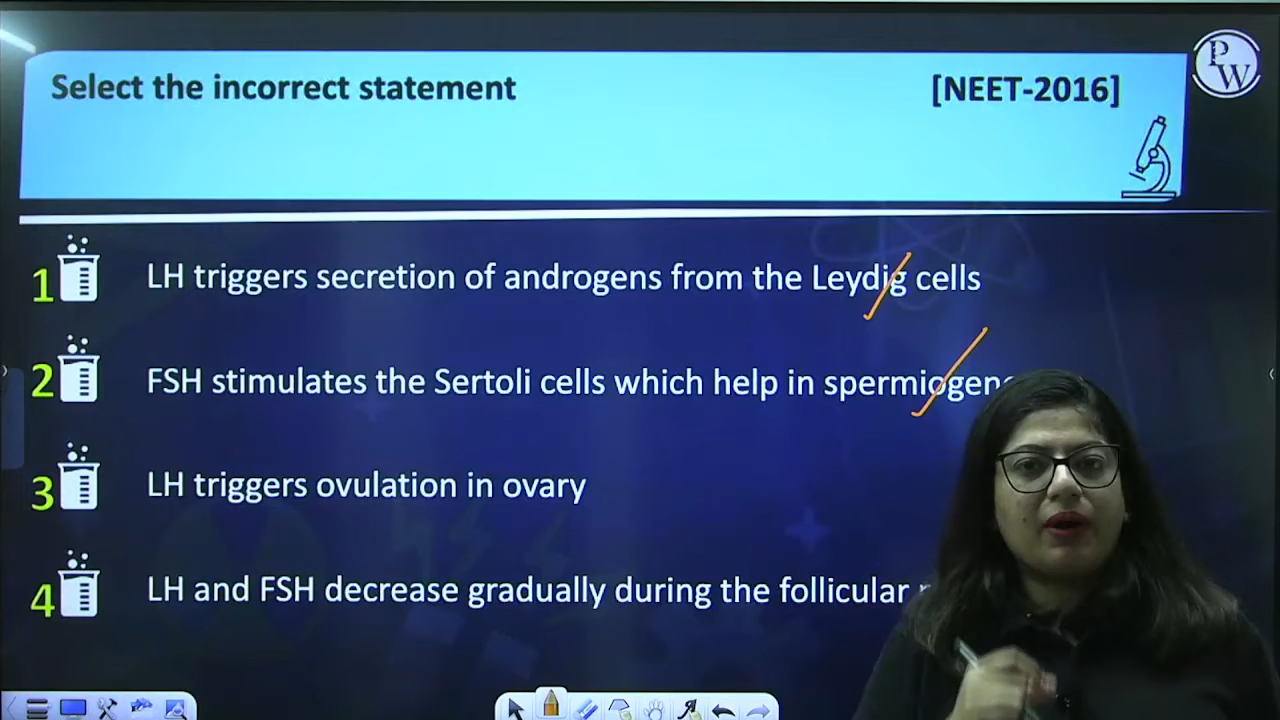 Select the incorrect statement [NEET-2016]
PW
1 LH triggers secretion of androgens from the Leydig cells
2 FSH stimulates the Sertoli cells which help in
3 LH triggers ovulation in ovary
4 LH and FSH decrease gradually during the follicular